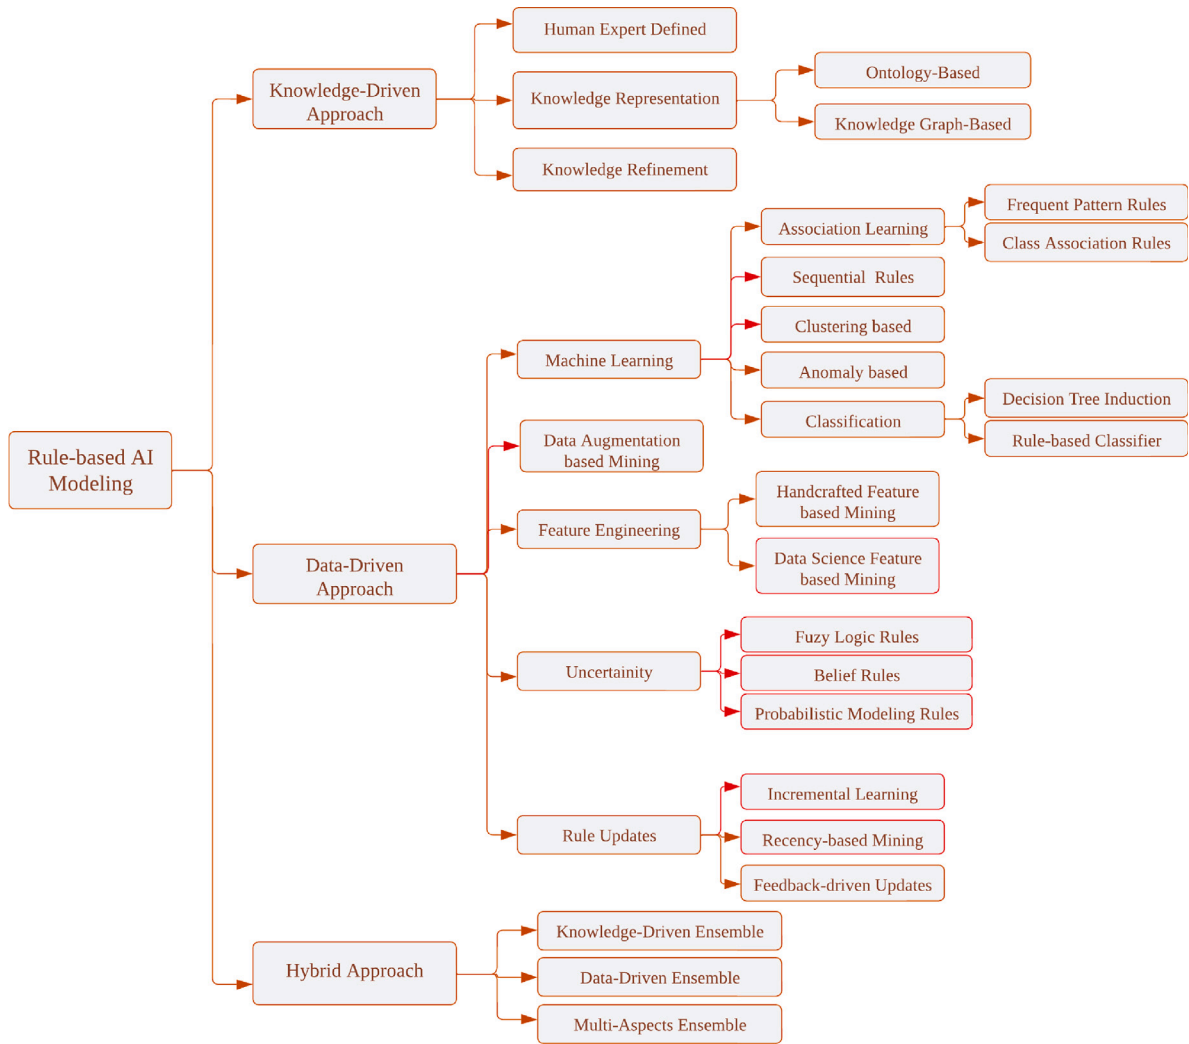 Human Expert Defined
Knowledge-Driven
Approach
Knowledge Representation
Ontology-Based
Knowledge Graph-Based
Knowledge Refinement
Association Learning
Frequent Pattern Rules
Class Association Rules
Sequential Rules
Clustering based
Machine Learning
Anomaly based
Classification
Decision Tree Induction
Rule-based Classifier
Rule-based AI
Modeling
Data Augmentation
based Mining
Feature Engineering
Handcrafted Feature
based Mining
Data Science Feature
based Mining
Data-Driven
Approach
Uncertainity
Fuzy Logic Rules
Belief Rules
Probabilistic Modeling Rules
Rule Updates
Incremental Learning
Recency-based Mining
Feedback-driven Updates
Hybrid Approach
Knowledge-Driven Ensemble
Data-Driven Ensemble
Multi-Aspects Ensemble